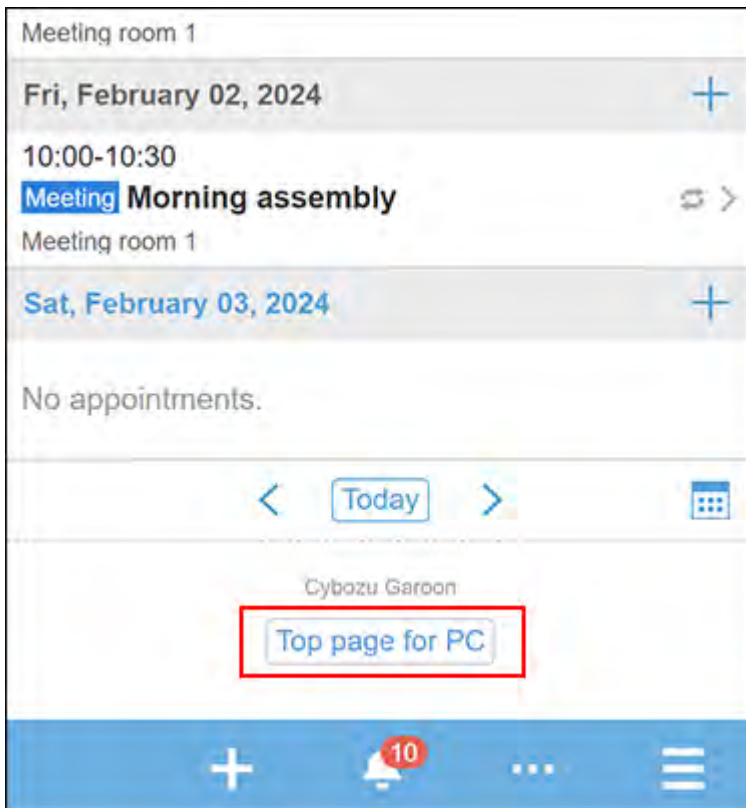 Meeting room 1
Fri, February 02, 2024
10:00-10:30
Meeting Morning assembly
Meeting room 1
Sat, February 03, 2024
No appointments.
Today
Cybozu Garoon
Top page for PC
10